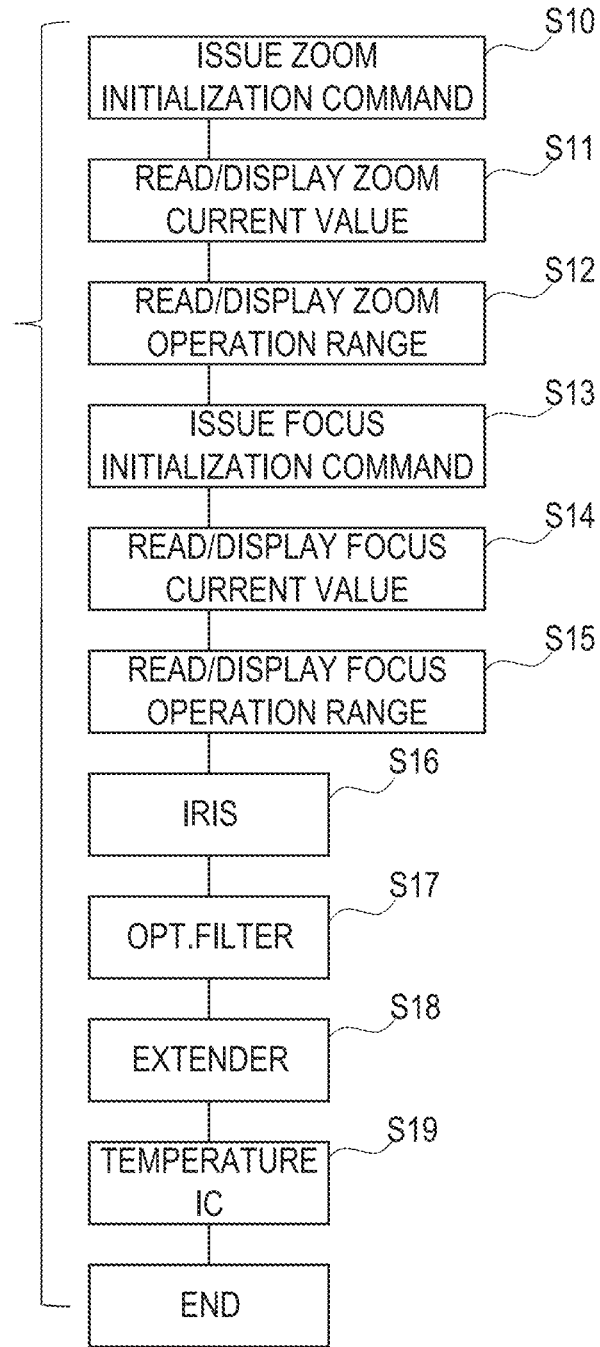 S10
ISSUE ZOOM
INITIALIZATION COMMAND
S11
READ/DISPLAY ZOOM
CURRENT VALUE
S12
READ/DISPLAY ZOOM
OPERATION RANGE
S13
ISSUE FOCUS
INITIALIZATION COMMAND
S14
READ/DISPLAY FOCUS
CURRENT VALUE
S15
READ/DISPLAY FOCUS
OPERATION RANGE
S16
IRIS
S17
OPT.FILTER
S18
EXTENDER
S19
TEMPERATURE
IC
END